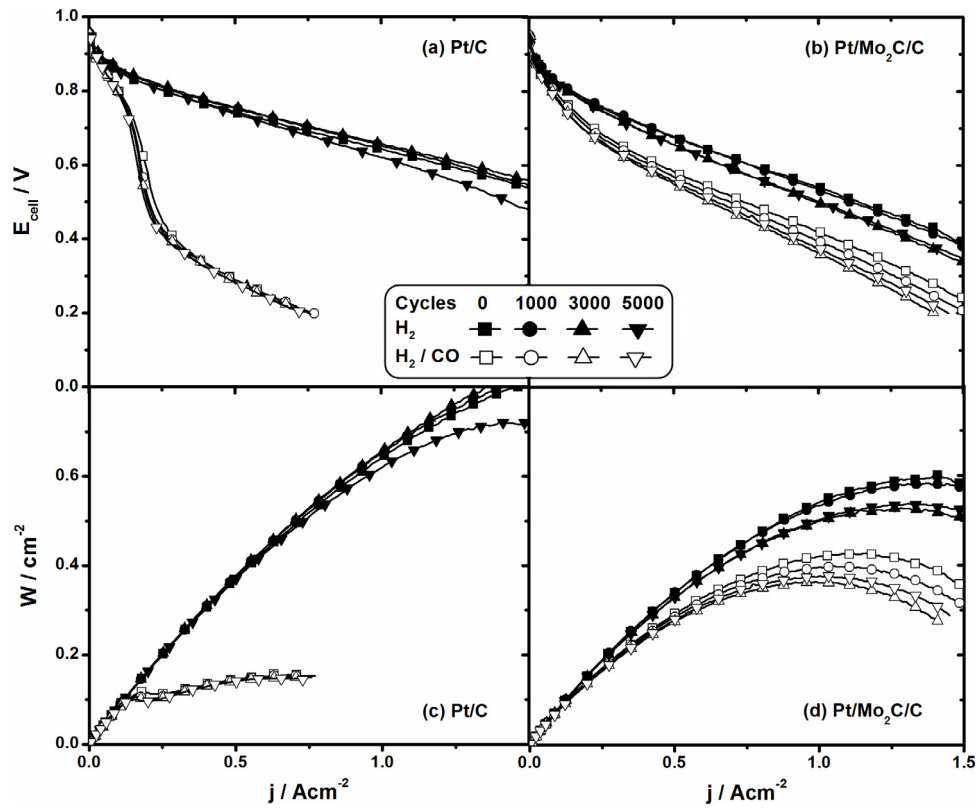 1.0
0.8
0.6
0.4
0.2
0.0
E_cell / V
(a) Pt/C
(b) Pt/Mo₂C/C
Cycles 0 1000 3000 5000
H₂
H₂ / CO
0.6
0.4
0.2
0.0
W / cm⁻²
(c) Pt/C
(d) Pt/Mo₂C/C
0.0 0.5 1.0 0.0 0.5 1.0 1.5
j / Acm⁻² j / Acm⁻²